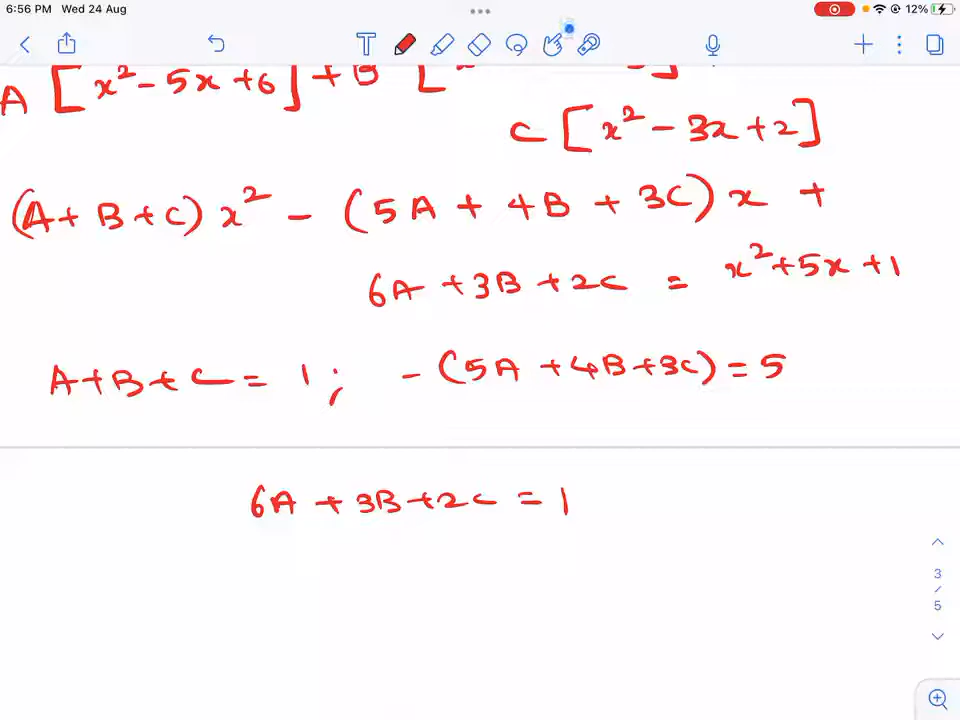 6:56 PM Wed 24 Aug 12%
T
A [x² - 5x + 6] + B [
C [x² - 3x + 2]
(A + B + C) x² - (5A + 4B + 3C) x +
6A + 3B + 2C = x² + 5x + 1
A + B + C = 1 ; - (5A + 4B + 3C) = 5
6A + 3B + 2C = 1
3
/
5